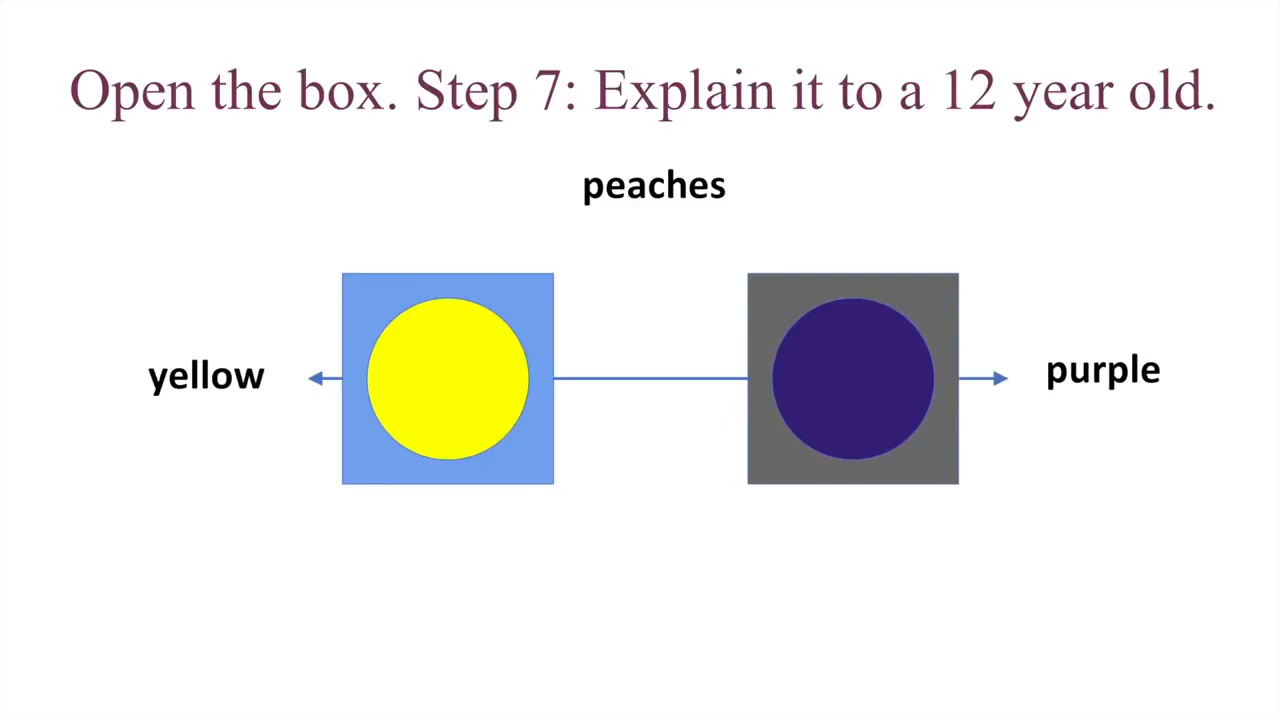 Open the box. Step 7: Explain it to a 12 year old.
peaches
yellow
purple